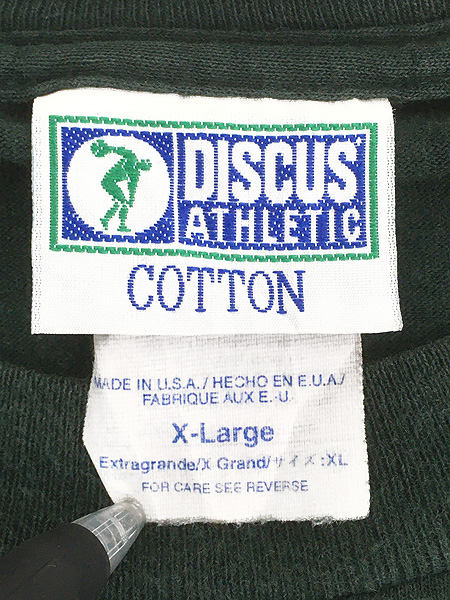 DISCUS
ATHLETIC
COTTON
MADE IN U.S.A./HECHO EN E.U.A./
FABRIQUE AUX E.-U.
X-Large
Extragrande/X Grand/サイズ:XL
FOR CARE SEE REVERSE